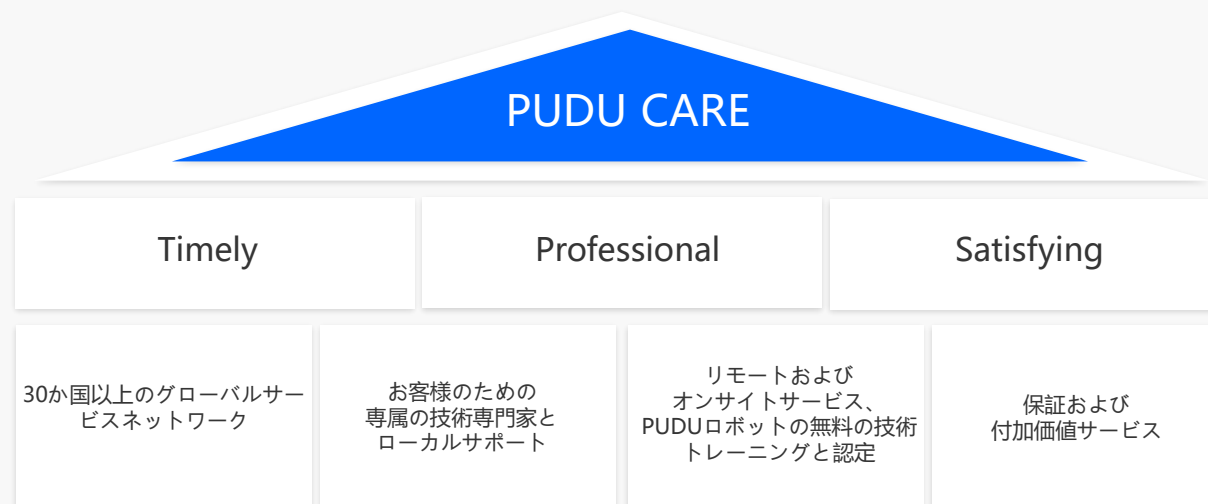 PUDU CARE
Timely
Professional
Satisfying
30か国以上のグローバルサー
ビスネットワーク
お客様のための
専属の技術専門家と
ローカルサポート
リモートおよび
オンサイトサービス、
PUDUロボットの無料の技術
トレーニングと認定
保証および
付加価値サービス